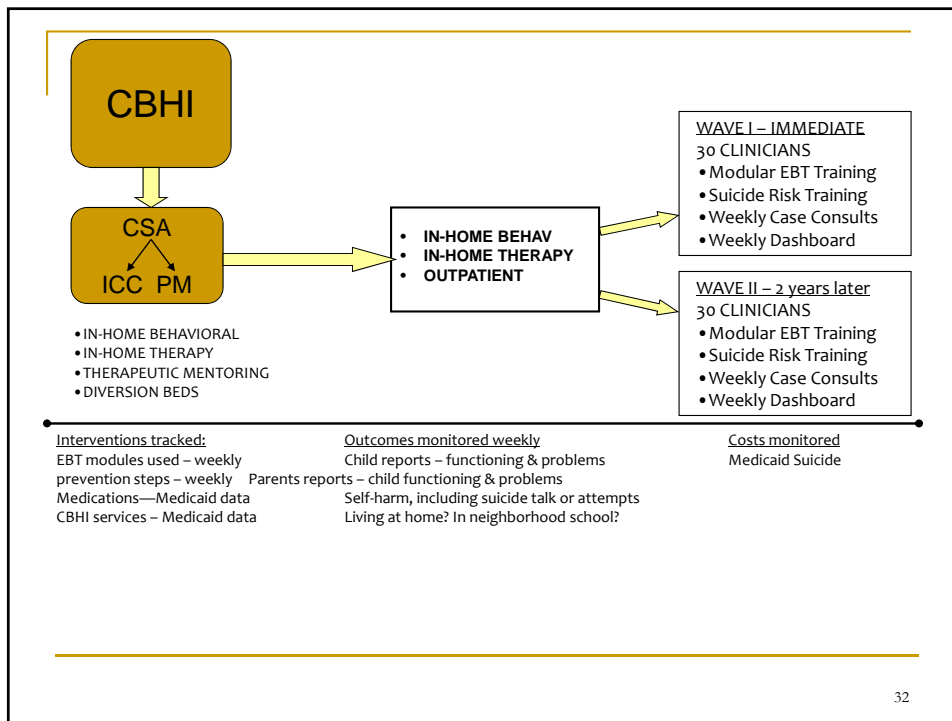 CBHI
CSA
ICC PM
• IN-HOME BEHAVIORAL
• IN-HOME THERAPY
• THERAPEUTIC MENTORING
• DIVERSION BEDS
• IN-HOME BEHAV
• IN-HOME THERAPY
• OUTPATIENT
WAVE I – IMMEDIATE
30 CLINICIANS
• Modular EBT Training
• Suicide Risk Training
• Weekly Case Consults
• Weekly Dashboard
WAVE II – 2 years later
30 CLINICIANS
• Modular EBT Training
• Suicide Risk Training
• Weekly Case Consults
• Weekly Dashboard
Interventions tracked: Outcomes monitored weekly Costs monitored
EBT modules used – weekly Child reports – functioning & problems Medicaid Suicide
prevention steps – weekly Parents reports – child functioning & problems
Medications—Medicaid data Self-harm, including suicide talk or attempts
CBHI services – Medicaid data Living at home? In neighborhood school?
32